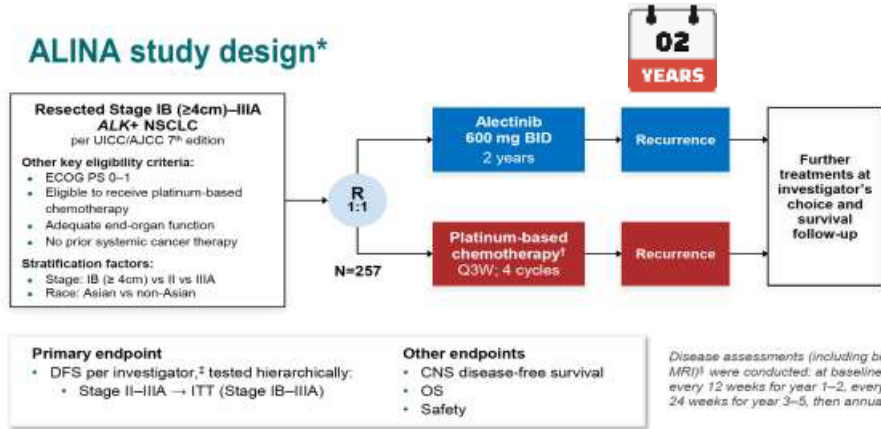 ALINA study design*
02
YEARS
Resected Stage IB (≥4cm)–IIIA
ALK+ NSCLC
per UICC/AJCC 7th edition
Other key eligibility criteria:
• ECOG PS 0–1
• Eligible to receive platinum-based
chemotherapy
• Adequate end-organ function
• No prior systemic cancer therapy
Stratification factors:
• Stage: IB (≥ 4cm) vs II vs IIIA
• Race: Asian vs non-Asian
R
1:1
N=257
Alectinib
600 mg BID
2 years
Recurrence
Platinum-based
chemotherapy†
Q3W; 4 cycles
Recurrence
Further
treatments at
investigator's
choice and
survival
follow-up
Primary endpoint
• DFS per investigator,‡ tested hierarchically:
• Stage II–IIIA → ITT (Stage IB–IIIA)
Other endpoints
• CNS disease-free survival
• OS
• Safety
Disease assessments (including
MRI)§ were conducted: at baseline
every 12 weeks for year 1–2, every
24 weeks for year 3–5, then